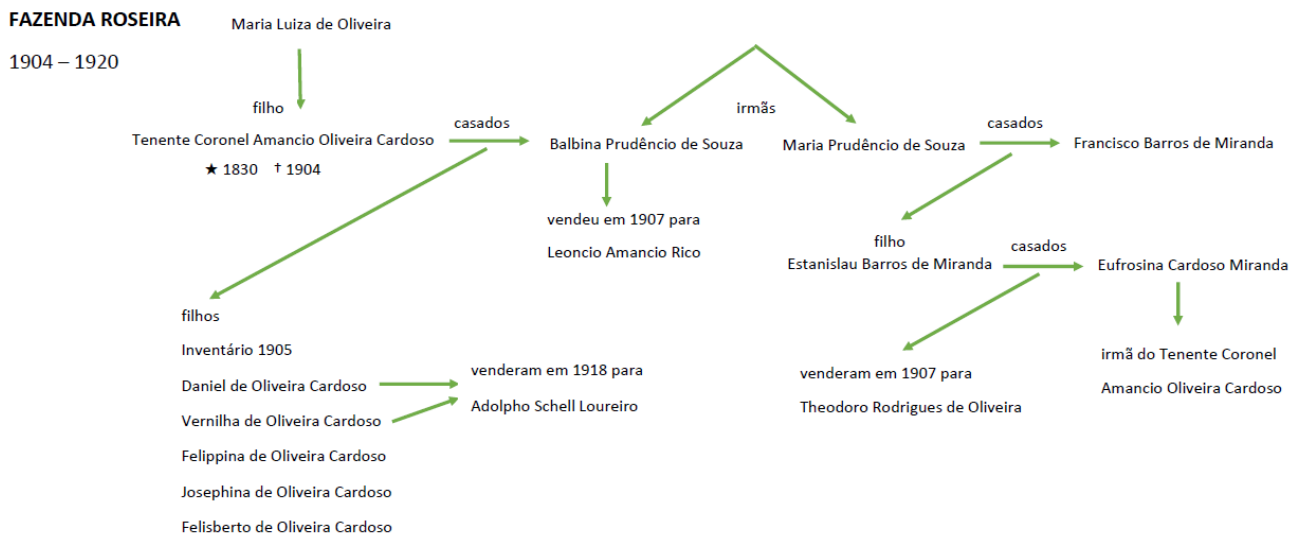 FAZENDA ROSEIRA
1904 – 1920
Maria Luiza de Oliveira
filho
Tenente Coronel Amancio Oliveira Cardoso
★ 1830 † 1904
casados
irmãs
Balbina Prudêncio de Souza
Maria Prudêncio de Souza
casados
Francisco Barros de Miranda
vendeu em 1907 para
Leoncio Amancio Rico
filho
Estanislau Barros de Miranda
casados
Eufrosina Cardoso Miranda
irmã do Tenente Coronel
Amancio Oliveira Cardoso
venderam em 1907 para
Theodoro Rodrigues de Oliveira
filhos
Inventário 1905
Daniel de Oliveira Cardoso
Vernilha de Oliveira Cardoso
Felippina de Oliveira Cardoso
Josephina de Oliveira Cardoso
Felisberto de Oliveira Cardoso
venderam em 1918 para
Adolpho Schell Loureiro